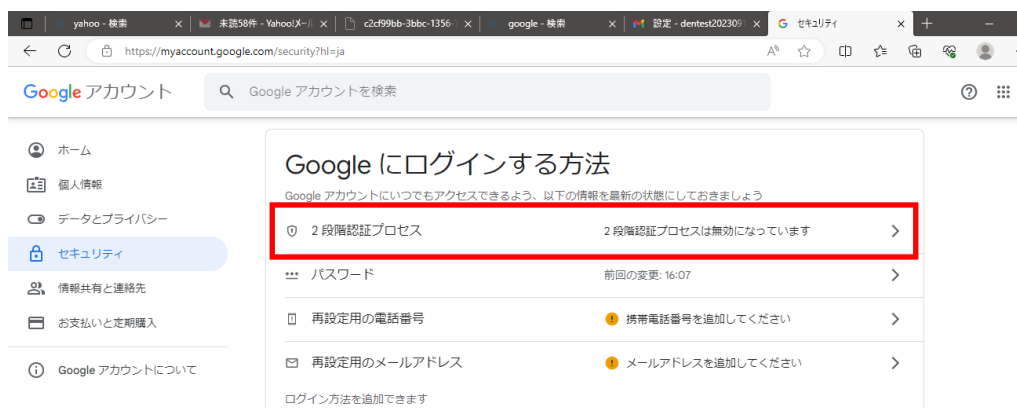 yahoo - 検索
未読58件 - Yahoo!メール
c2cf99bb-3bbc-1356-
google - 検索
設定 - dentest202309
セキュリティ
https://myaccount.google.com/security?hl=ja
Google アカウント
Google アカウントを検索
ホーム
個人情報
データとプライバシー
セキュリティ
情報共有と連絡先
お支払いと定期購入
Google アカウントについて
Google にログインする方法
Google アカウントにいつでもアクセスできるよう、以下の情報を最新の状態にしておきましょう
2 段階認証プロセス 2 段階認証プロセスは無効になっています
パスワード 前回の変更: 16:07
再設定用の電話番号 携帯電話番号を追加してください
再設定用のメールアドレス メールアドレスを追加してください
ログイン方法を追加できます